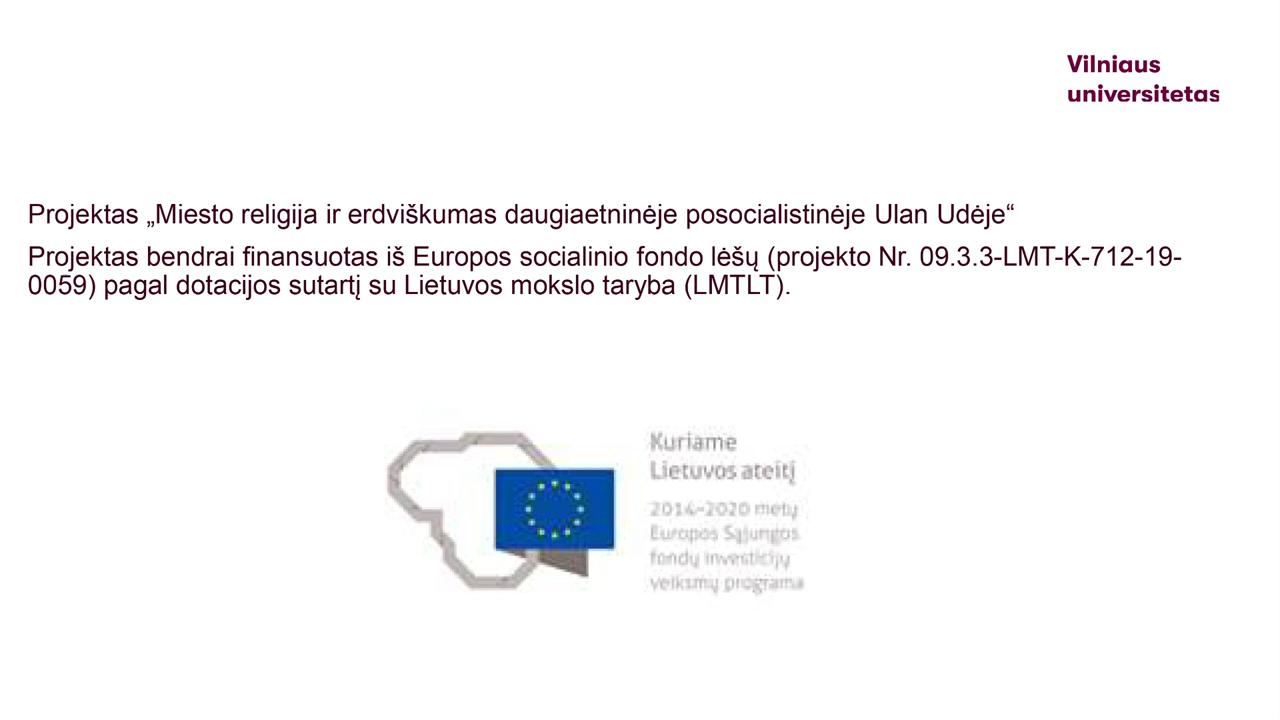 Vilniaus
universitetas
Projektas „Miesto religija ir erdviškumas daugiaetninėje posocialistinėje Ulan Udėje“
Projektas bendrai finansuotas iš Europos socialinio fondo lėšų (projekto Nr. 09.3.3-LMT-K-712-19-
0059) pagal dotacijos sutartį su Lietuvos mokslo taryba (LMTLT).
Kuriame
Lietuvos ateitį
2014–2020 metų
Europos Sąjungos
fondų investicijų
veiksmų programa